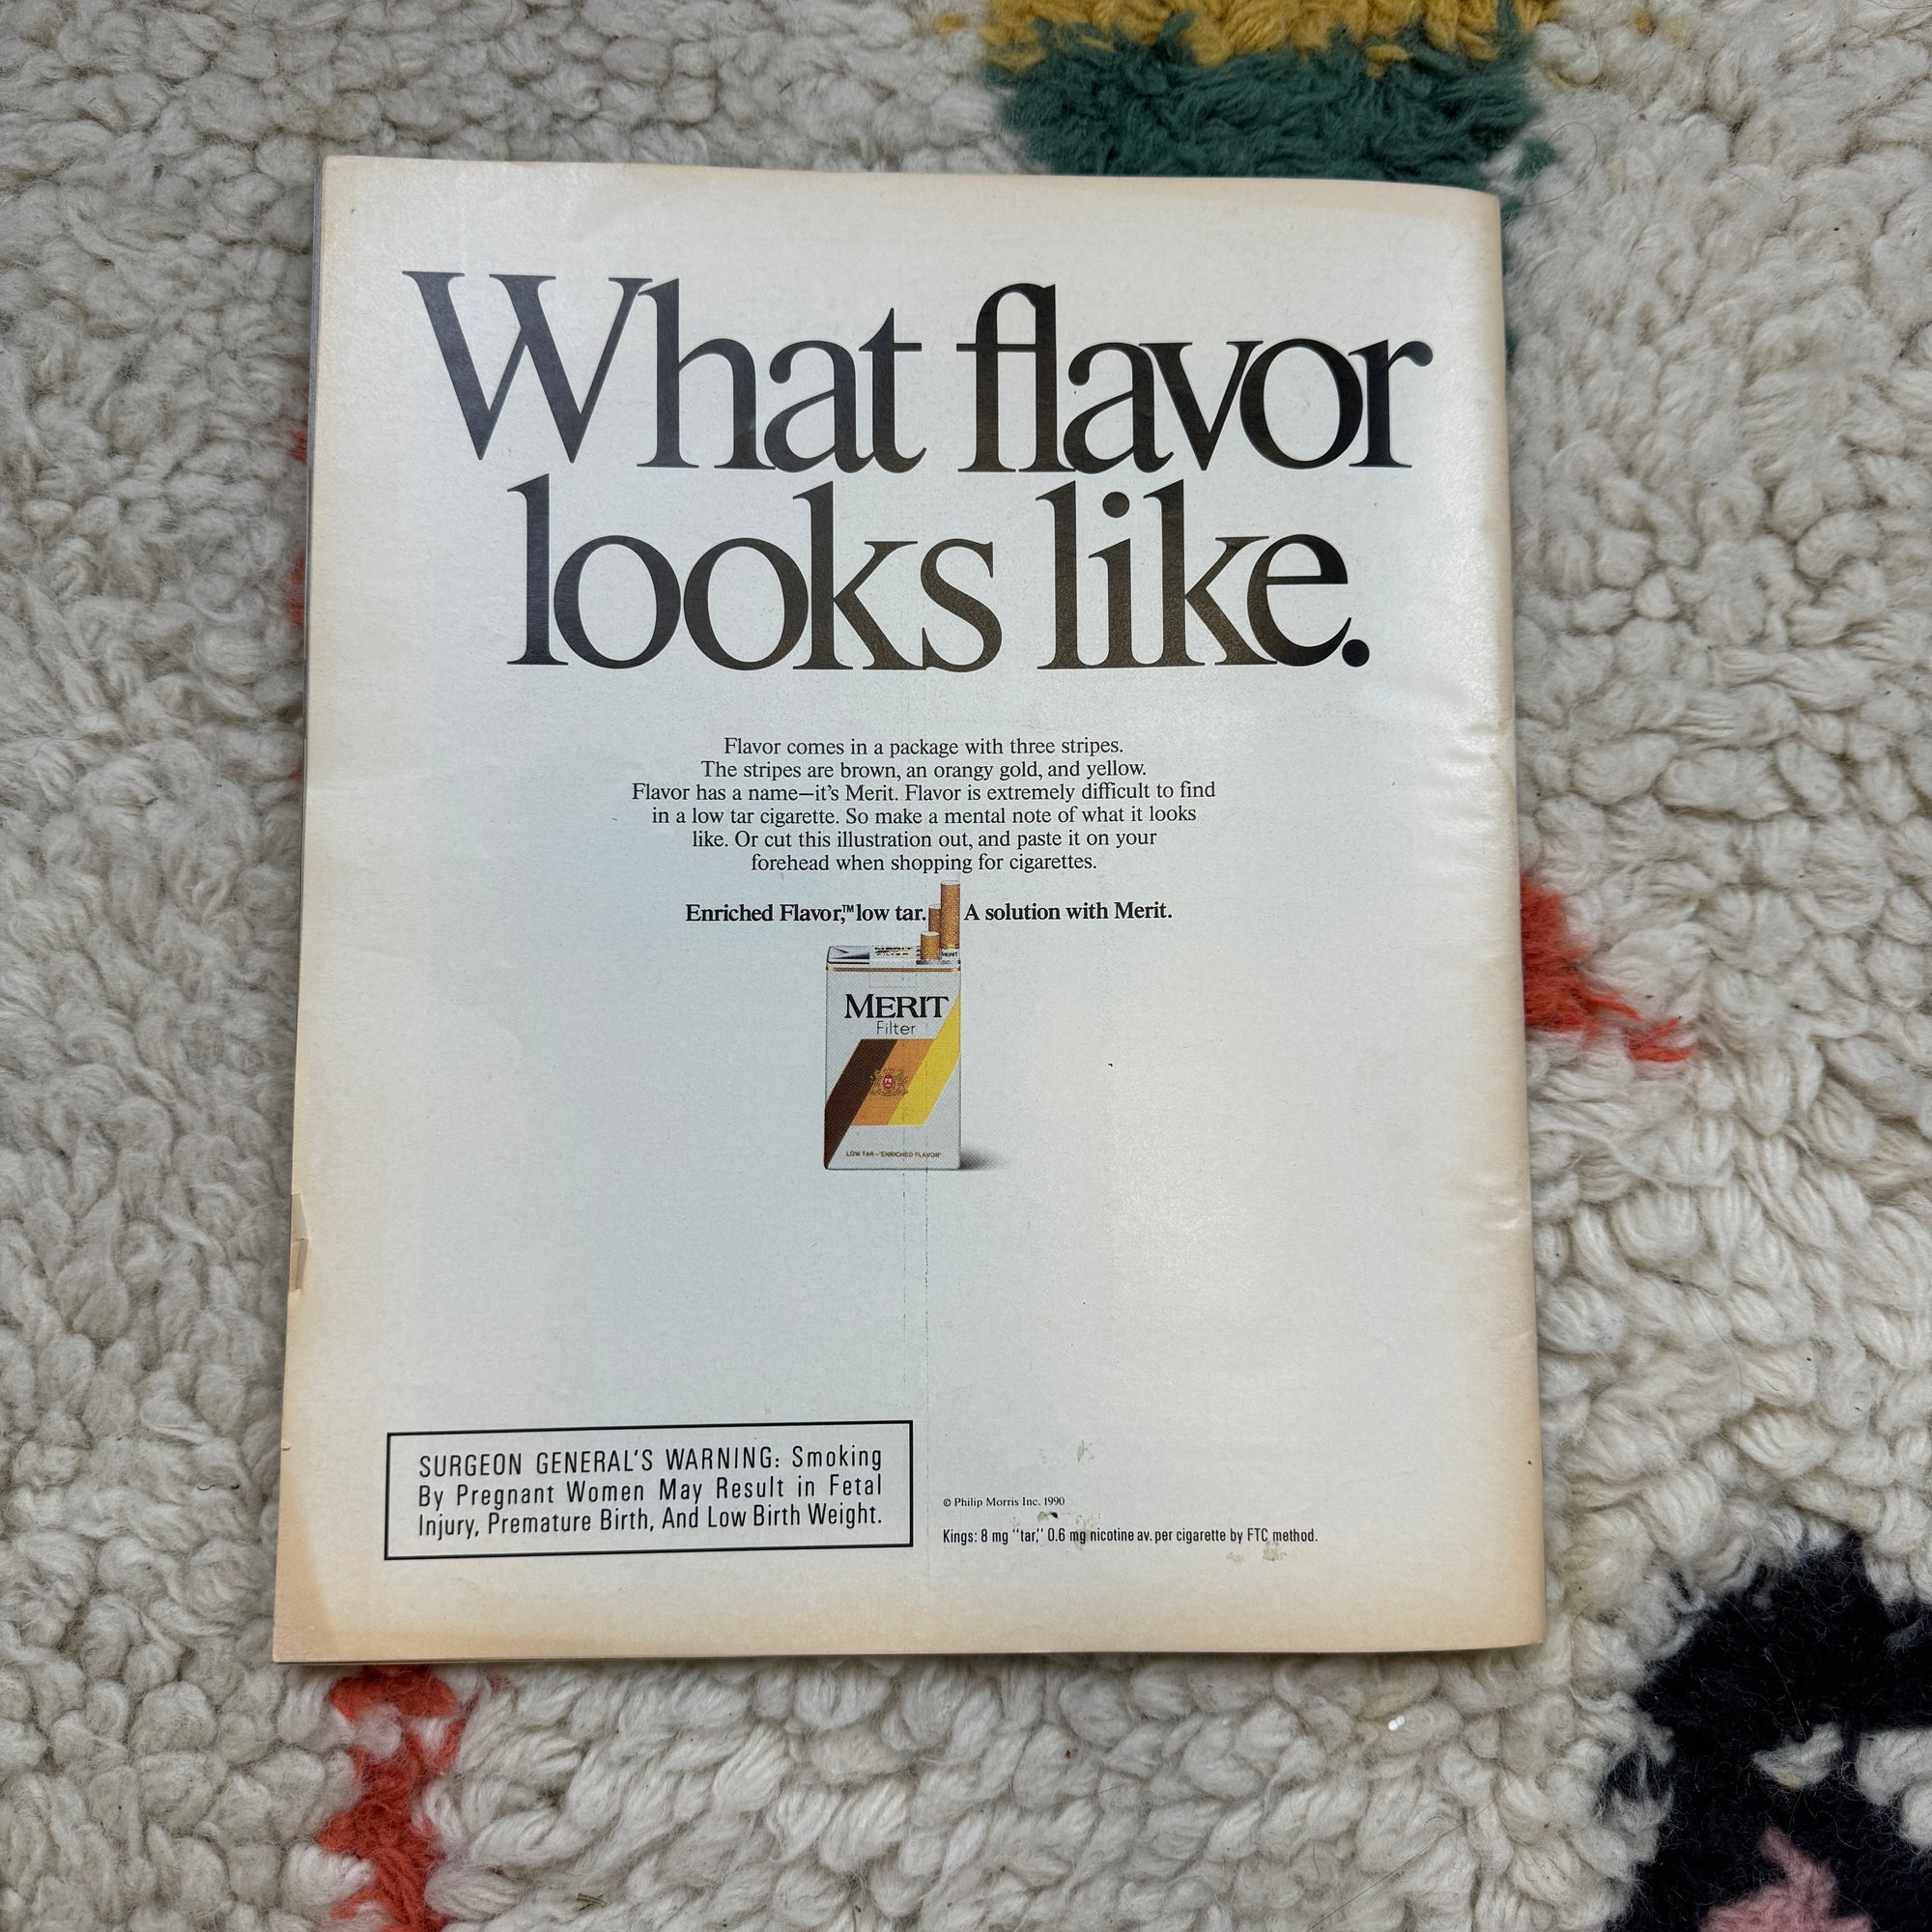 What flavor
looks like.
Flavor comes in a package with three stripes.
The stripes are brown, an orangy gold, and yellow.
Flavor has a name—it's Merit. Flavor is extremely difficult to find
in a low tar cigarette. So make a mental note of what it looks
like. Or cut this illustration out, and paste it on your
forehead when shopping for cigarettes.
Enriched Flavor,™ low tar. A solution with Merit.
MERIT
Filter
LOW TAR-'ENRICHED FLAVOR'
SURGEON GENERAL'S WARNING: Smoking
By Pregnant Women May Result in Fetal
Injury, Premature Birth, And Low Birth Weight.
© Philip Morris Inc. 1990
Kings: 8 mg "tar," 0.6 mg nicotine av. per cigarette by FTC method.